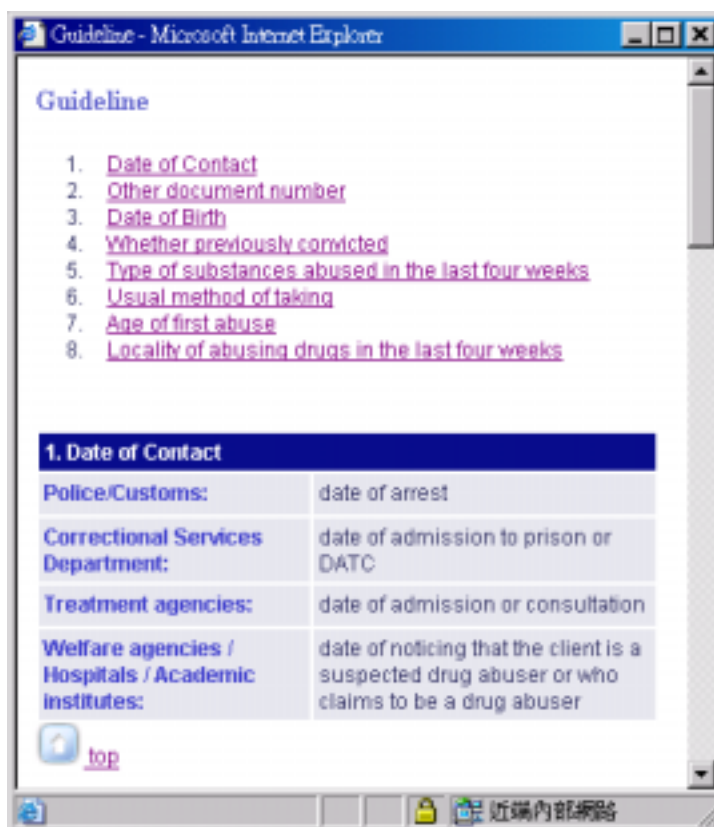 Guideline - Microsoft Internet Explorer
Guideline
1. Date of Contact
2. Other document number
3. Date of Birth
4. Whether previously convicted
5. Type of substances abused in the last four weeks
6. Usual method of taking
7. Age of first abuse
8. Locality of abusing drugs in the last four weeks
1. Date of Contact
Police/Customs: date of arrest
Correctional Services Department: date of admission to prison or DATC
Treatment agencies: date of admission or consultation
Welfare agencies / Hospitals / Academic institutes: date of noticing that the client is a suspected drug abuser or who claims to be a drug abuser
top
近端內部網路